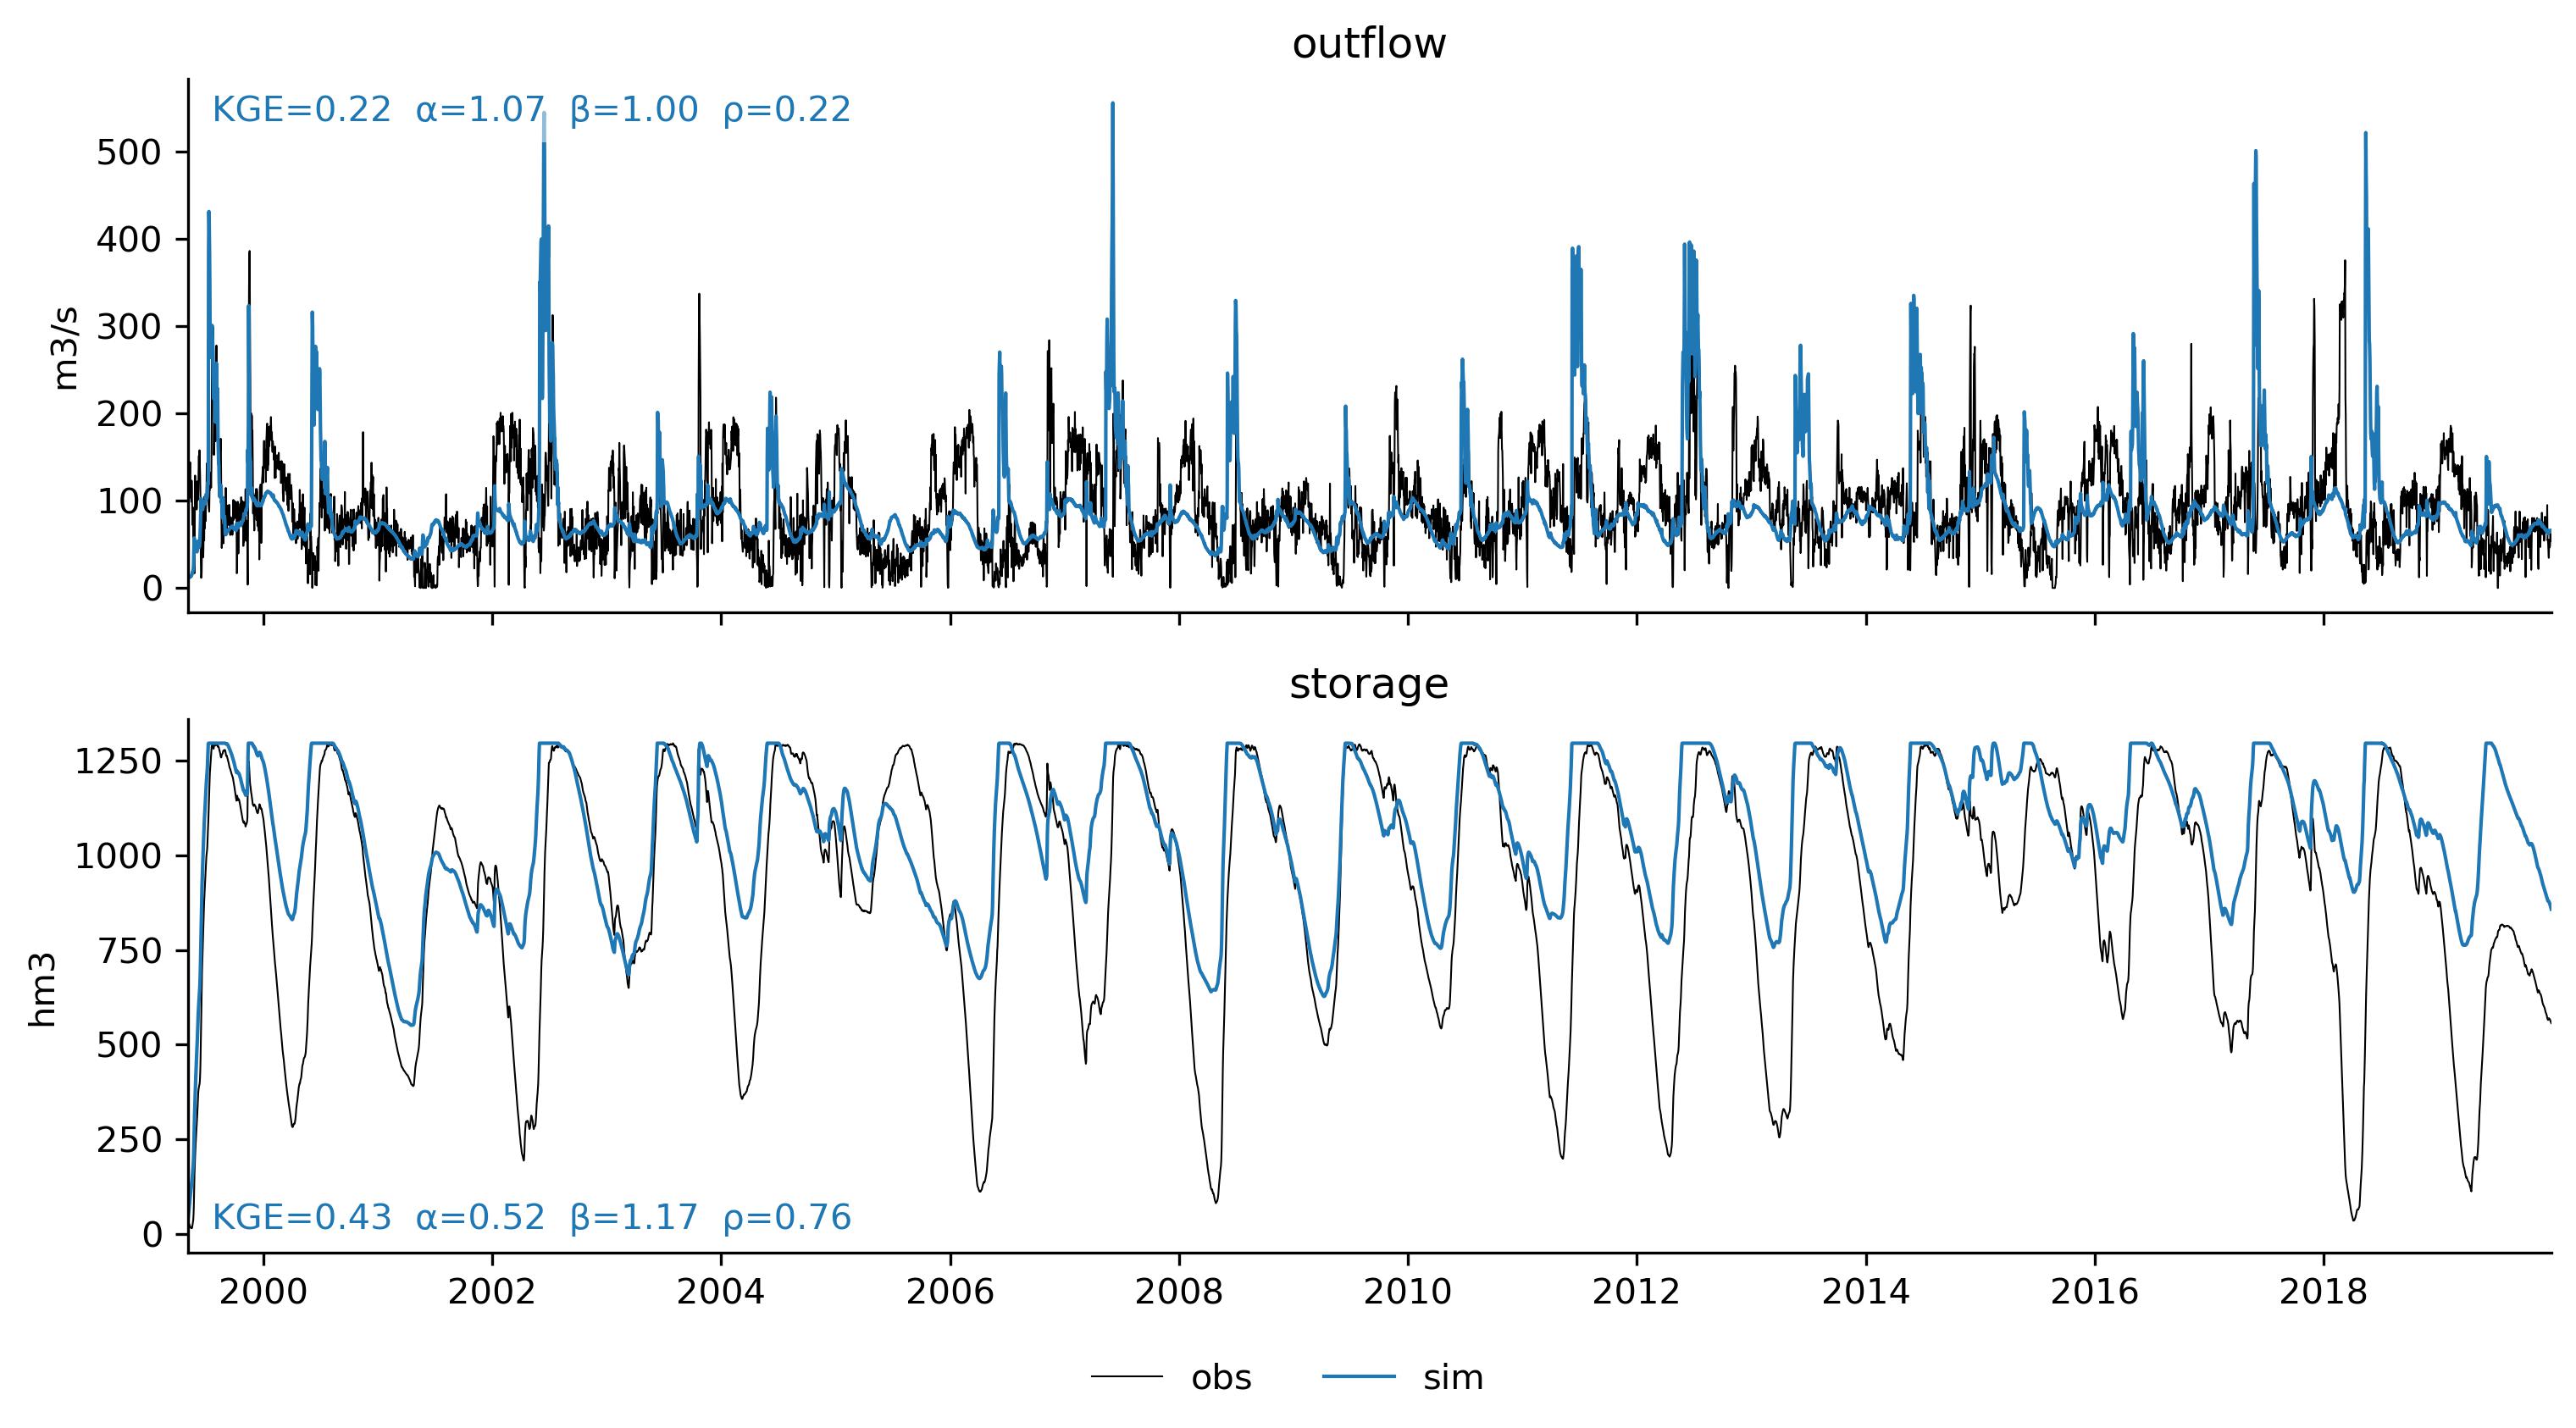 outflow
KGE=0.22 α=1.07 β=1.00 ρ=0.22
500
400
300
200
100
0
m3/s
storage
1250
1000
750
500
250
0
hm3
KGE=0.43 α=0.52 β=1.17 ρ=0.76
2000 2002 2004 2006 2008 2010 2012 2014 2016 2018
obs sim